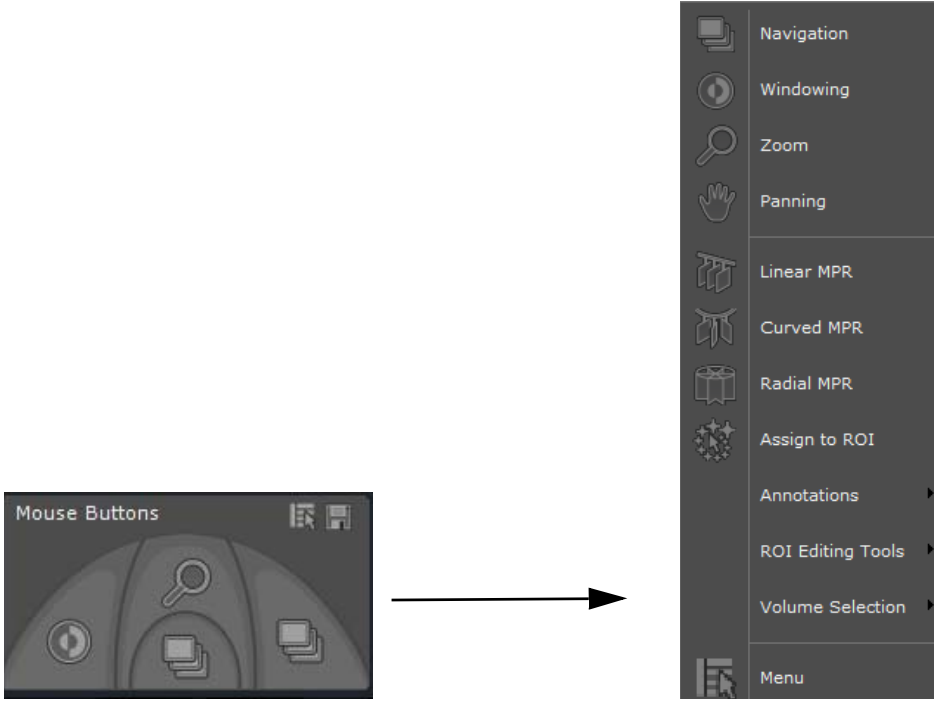 Navigation
Windowing
Zoom
Panning
Linear MPR
Curved MPR
Radial MPR
Assign to ROI
Annotations
ROI Editing Tools
Volume Selection
Menu
Mouse Buttons